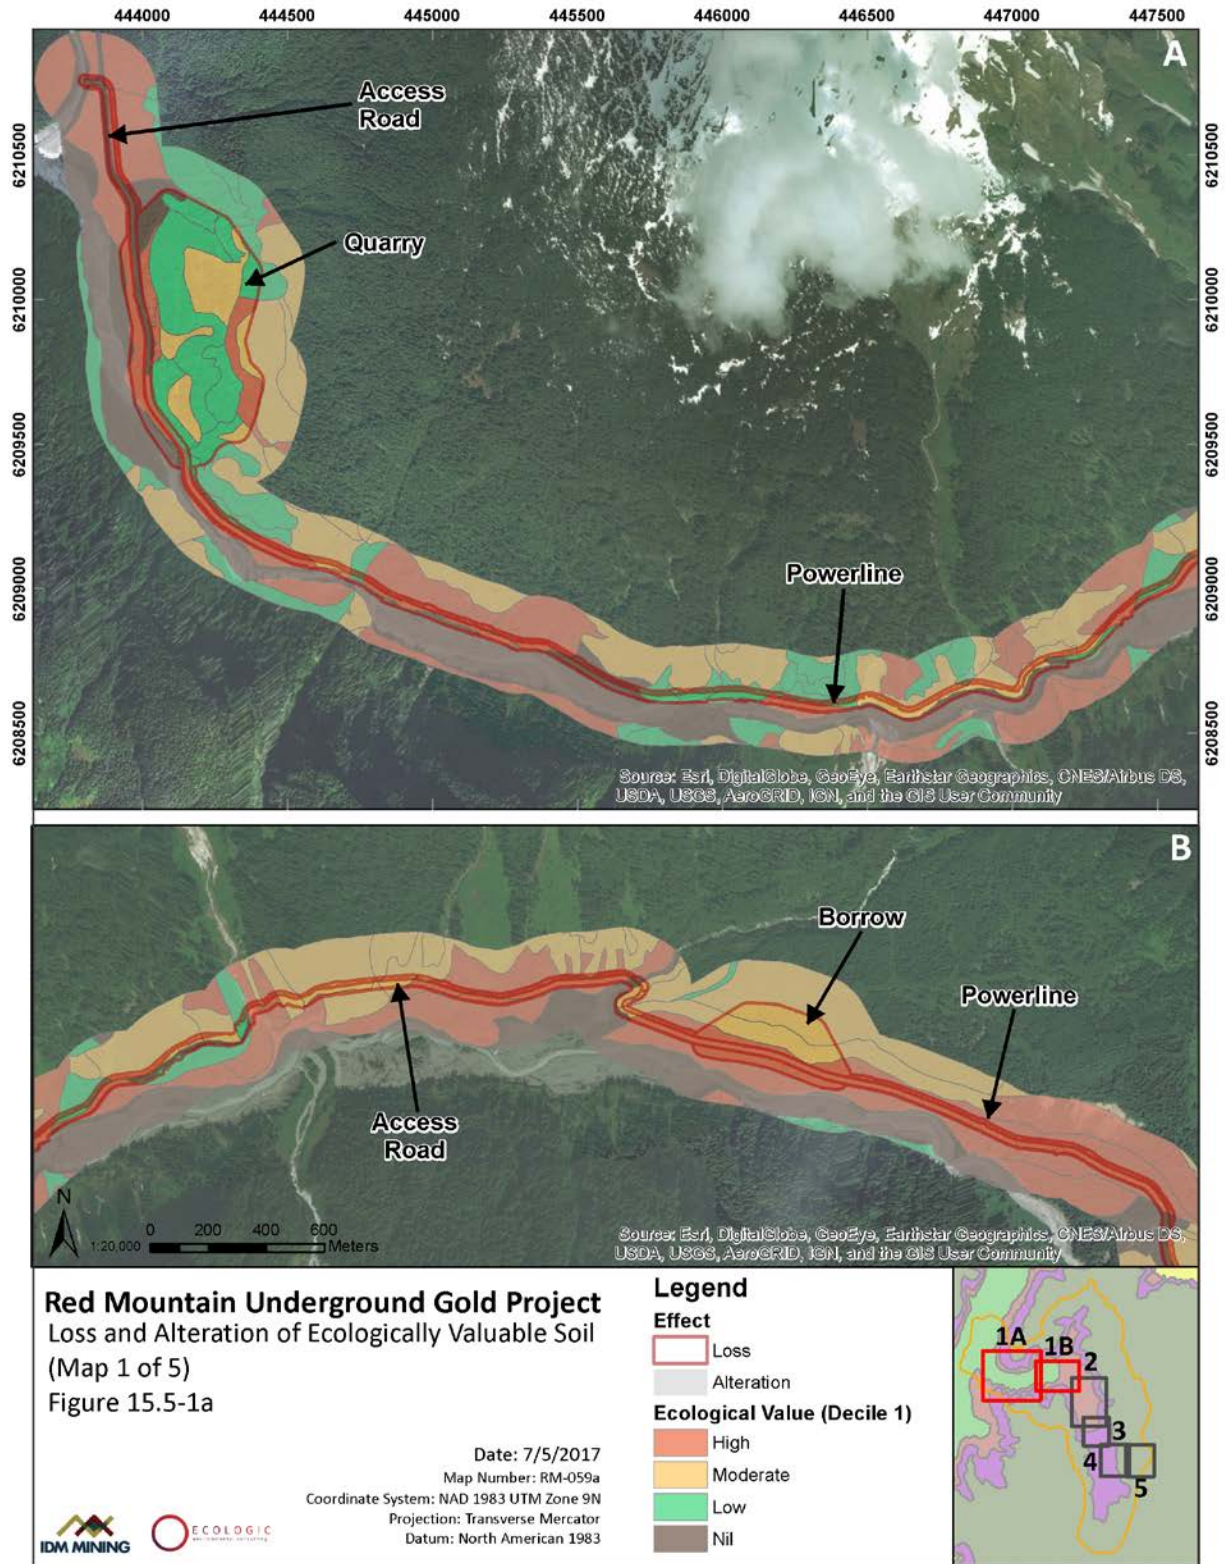 444000 444500 445000 445500 446000 446500 447000 447500
A
Access
Road
Quarry
Powerline
6210500
6210000
6209500
6209000
6208500
6210500
6210000
6209500
6209000
6208500
Source: Esri, DigitalGlobe, GeoEye, Earthstar Geographics, CNES/Airbus DS,
USDA, USGS, AeroGRID, IGN, and the GIS User Community
B
Borrow
Powerline
Access
Road
N
0 200 400 600
1:20,000 Meters
Source: Esri, DigitalGlobe, GeoEye, Earthstar Geographics, CNES/Airbus DS,
USDA, USGS, AeroGRID, IGN, and the GIS User Community
Red Mountain Underground Gold Project
Loss and Alteration of Ecologically Valuable Soil
(Map 1 of 5)
Figure 15.5-1a
Date: 7/5/2017
Map Number: RM-059a
Coordinate System: NAD 1983 UTM Zone 9N
Projection: Transverse Mercator
Datum: North American 1983
IDM MINING
ECOLOGIC
Legend
Effect
Loss
Alteration
Ecological Value (Decile 1)
High
Moderate
Low
Nil
1A
1B
2
3
4
5